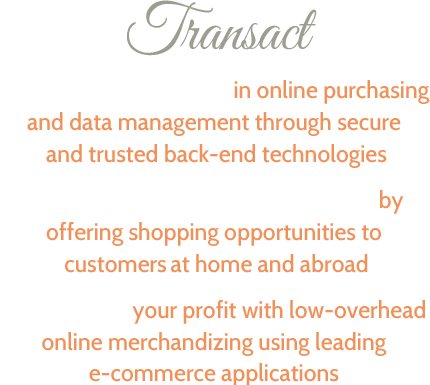 Transact
in online purchasing
and data management through secure
and trusted back-end technologies
by
offering shopping opportunities to
customers at home and abroad
your profit with low-overhead
online merchandizing using leading
e-commerce applications